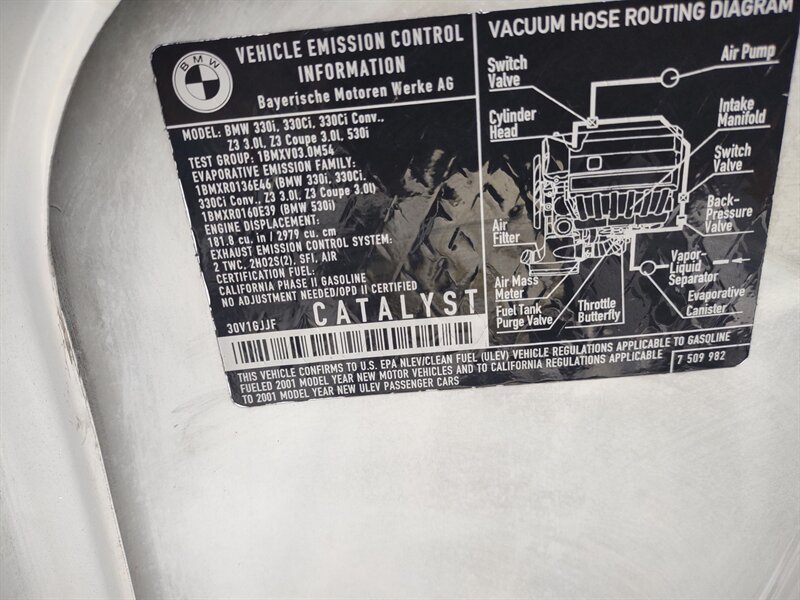 BMW
VEHICLE EMISSION CONTROL
INFORMATION
Bayerische Motoren Werke AG
MODEL: BMW 330i, 330Ci, 330Ci Conv.,
Z3 3.0l, Z3 Coupe 3.0l, 530i
TEST GROUP: 1BMXV03.0M54
EVAPORATIVE EMISSION FAMILY:
1BMXR0136E46 (BMW 330i, 330Ci,
330Ci Conv., Z3 3.0l, Z3 Coupe 3.0l)
1BMXR0160E39 (BMW 530i)
ENGINE DISPLACEMENT:
181.8 cu. in / 2979 cu. cm
EXHAUST EMISSION CONTROL SYSTEM:
2 TWC, 2HO2S(2), SFI, AIR
CERTIFICATION FUEL:
CALIFORNIA PHASE II GASOLINE
NO ADJUSTMENT NEEDED/OPD II CERTIFIED
CATALYST
30V1GJJF
VACUUM HOSE ROUTING DIAGRAM
Switch
Valve
Air Pump
Cylinder
Head
Intake
Manifold
Switch
Valve
Back-
Pressure
Valve
Air
Filter
Vapor-
Liquid
Separator
Air Mass
Meter
Evaporative
Canister
Fuel Tank
Purge Valve
Throttle
Butterfly
THIS VEHICLE CONFIRMS TO U.S. EPA NLEV/CLEAN FUEL (ULEV) VEHICLE REGULATIONS APPLICABLE TO GASOLINE
FUELED 2001 MODEL YEAR NEW MOTOR VEHICLES AND TO CALIFORNIA REGULATIONS APPLICABLE
TO 2001 MODEL YEAR NEW ULEV PASSENGER CARS
7 509 982